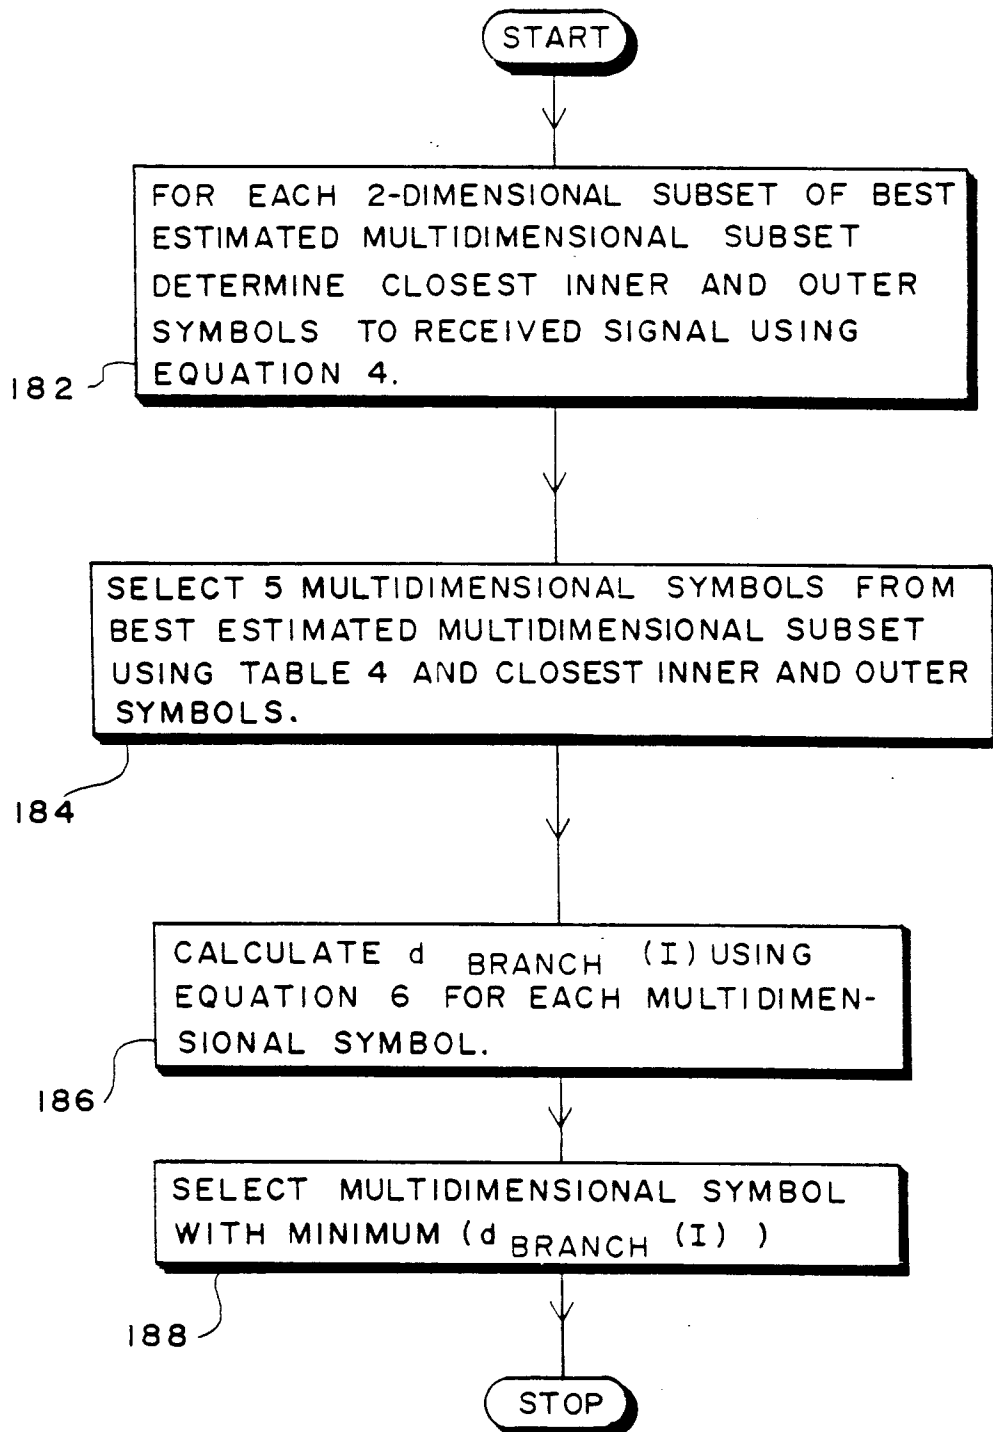 START
FOR EACH 2-DIMENSIONAL SUBSET OF BEST
ESTIMATED MULTIDIMENSIONAL SUBSET
DETERMINE CLOSEST INNER AND OUTER
SYMBOLS TO RECEIVED SIGNAL USING
EQUATION 4.
182
SELECT 5 MULTIDIMENSIONAL SYMBOLS FROM
BEST ESTIMATED MULTIDIMENSIONAL SUBSET
USING TABLE 4 AND CLOSEST INNER AND OUTER
SYMBOLS.
184
CALCULATE d BRANCH (I) USING
EQUATION 6 FOR EACH MULTIDIMEN-
SIONAL SYMBOL.
186
SELECT MULTIDIMENSIONAL SYMBOL
WITH MINIMUM (d BRANCH (I) )
188
STOP